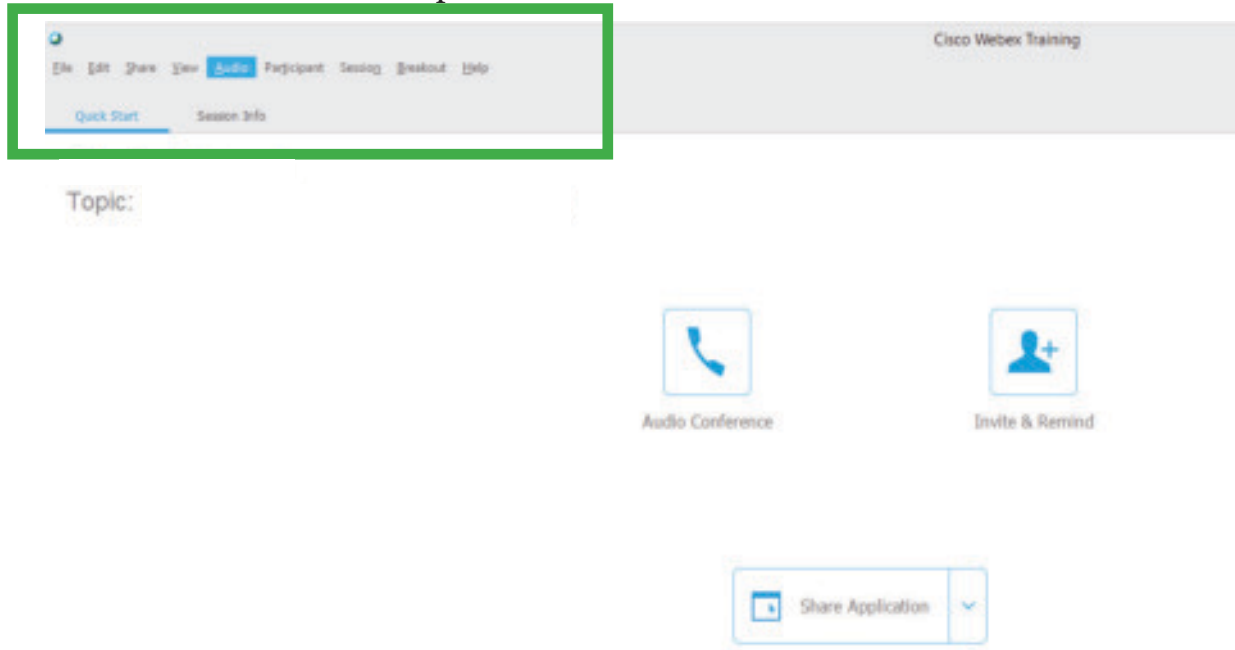 Cisco Webex Training
File Edit Share View Audio Participant Session Breakout Help
Quick Start Session Info
Topic:
Audio Conference Invite & Remind
Share Application